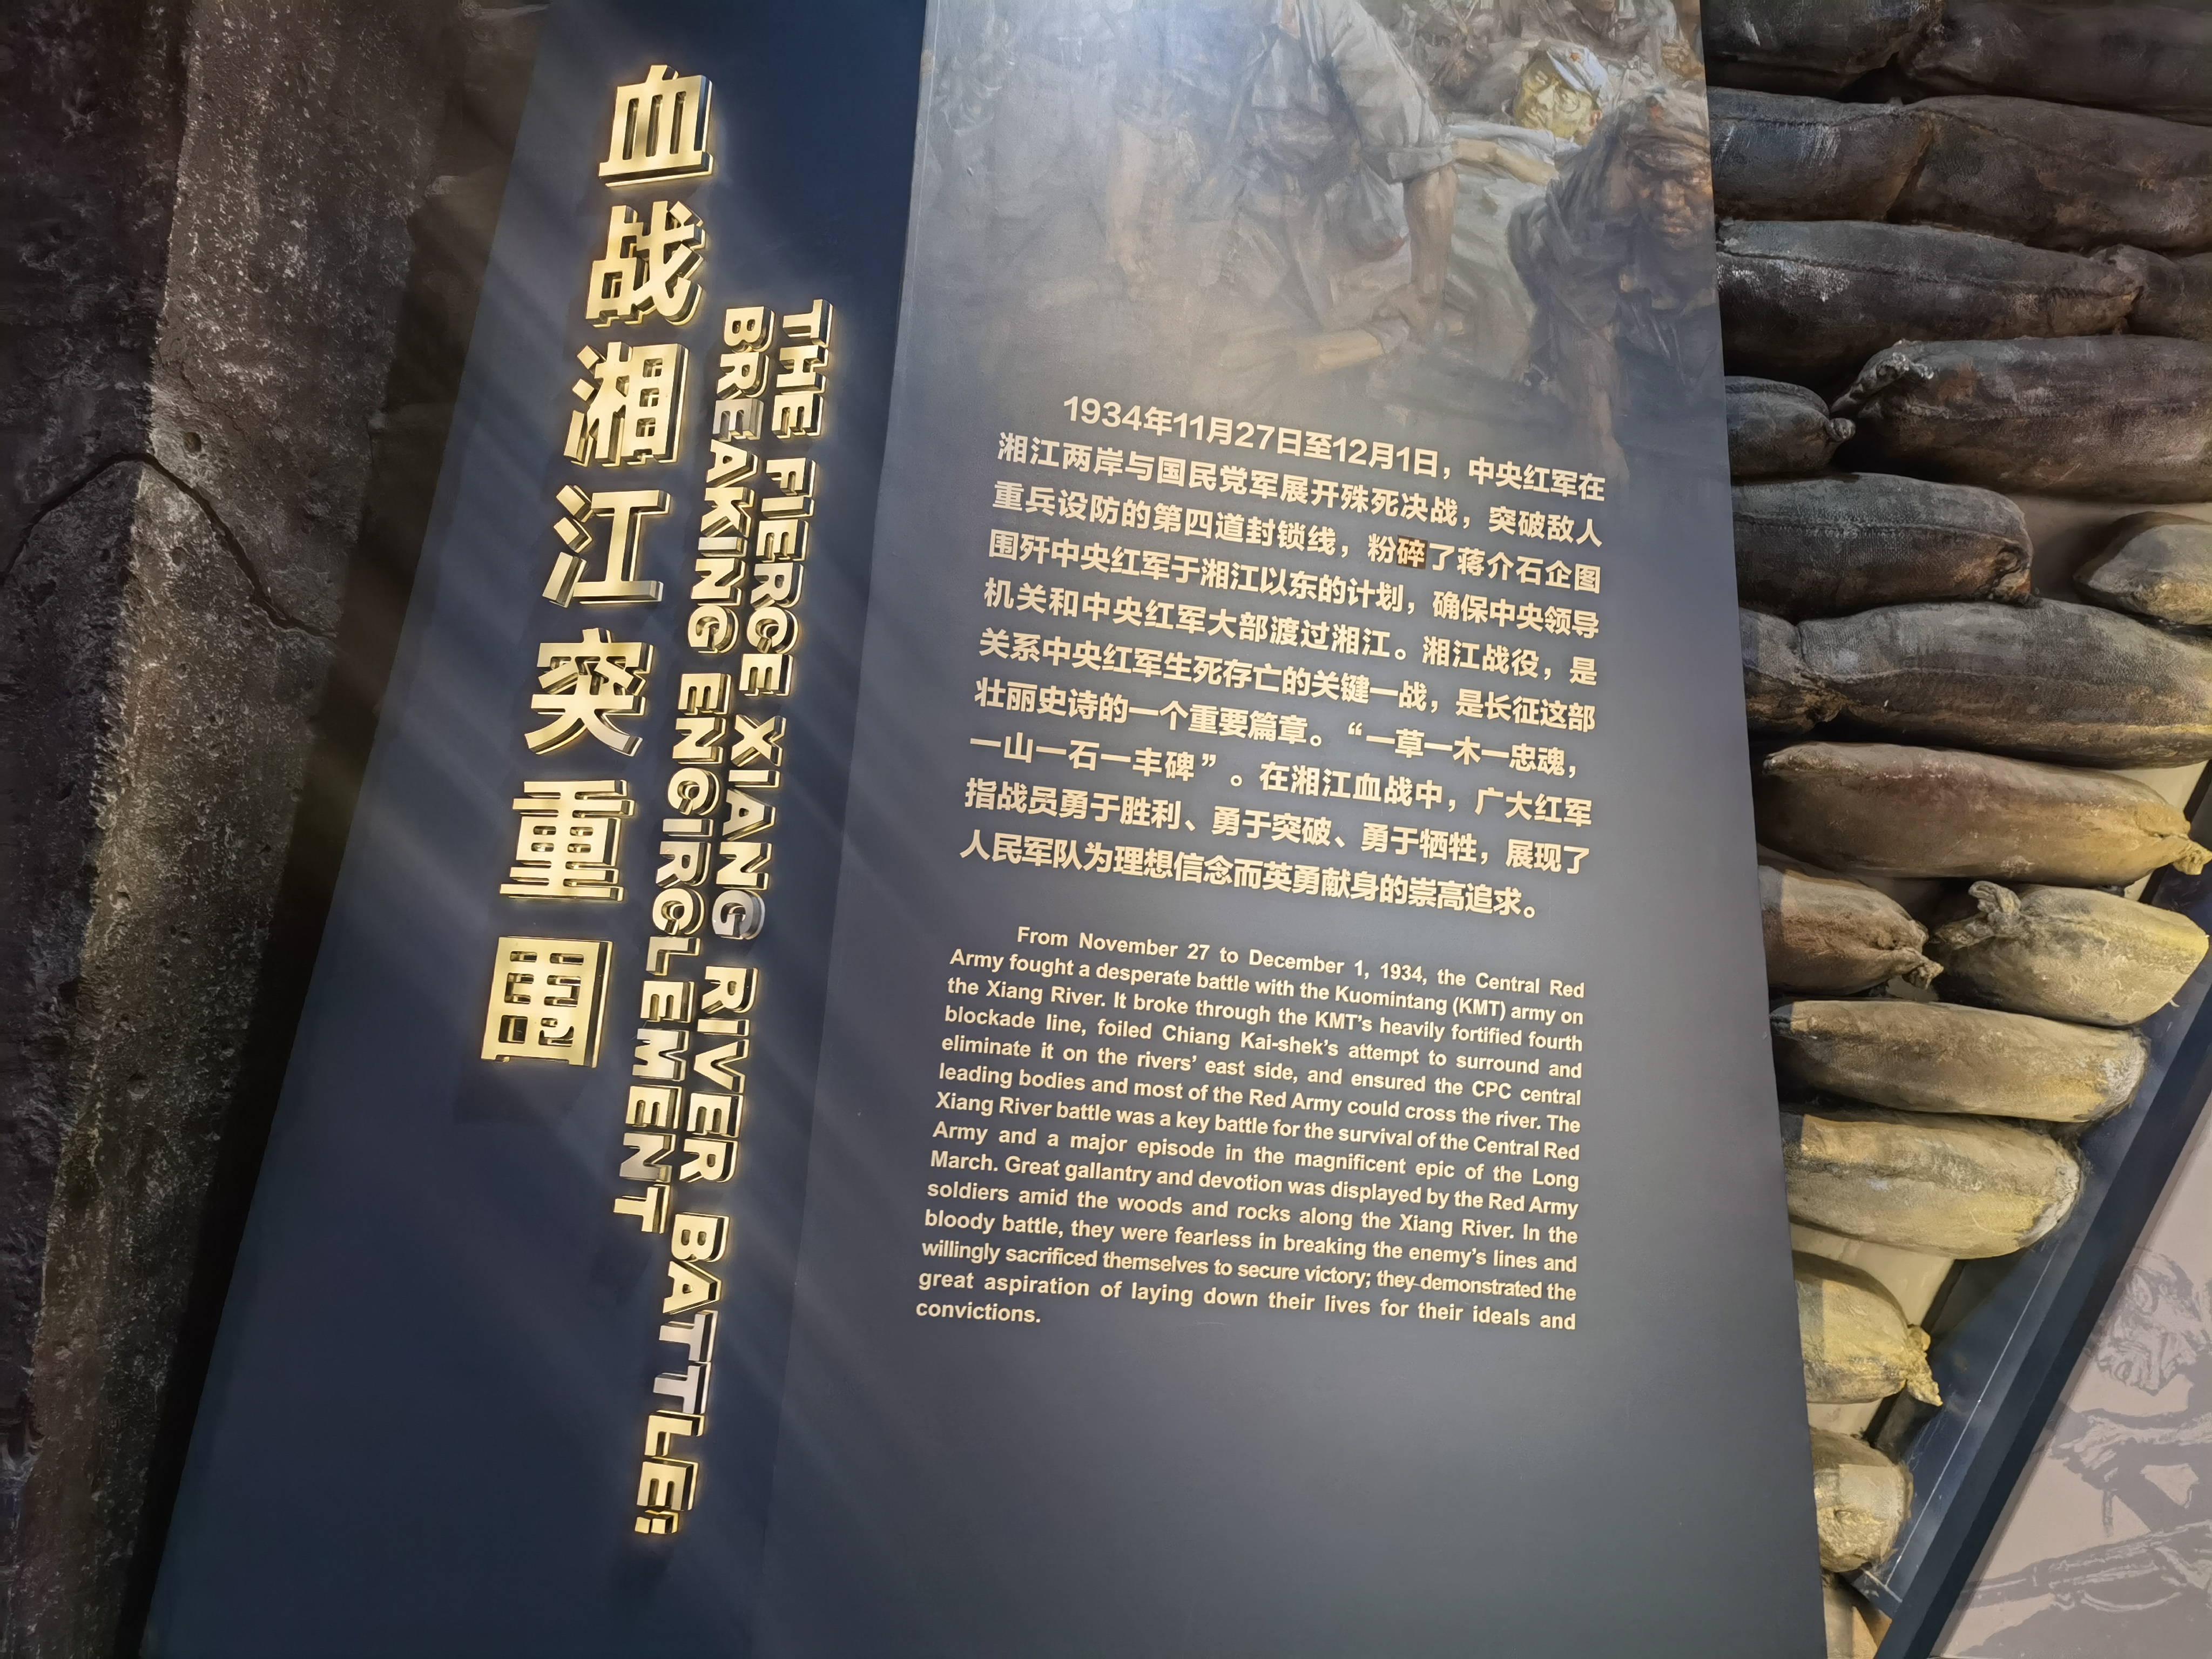 血战湘江突重围
THE FIERCE XIANG RIVER BATTLE:
BREAKING ENCIRCLEMENT
1934年11月27日至12月1日，中央红军在
湘江两岸与国民党军展开殊死决战，突破敌人
重兵设防的第四道封锁线，粉碎了蒋介石企图
围歼中央红军于湘江以东的计划，确保中央领导
机关和中央红军大部渡过湘江。湘江战役，是
关系中央红军生死存亡的关键一战，是长征这部
壮丽史诗的一个重要篇章。“一草一木一忠魂，
一山一石一丰碑”。在湘江血战中，广大红军
指战员勇于胜利、勇于突破、勇于牺牲，展现了
人民军队为理想信念而英勇献身的崇高追求。
From November 27 to December 1, 1934, the Central Red
Army fought a desperate battle with the Kuomintang (KMT) army on
the Xiang River. It broke through the KMT's heavily fortified fourth
blockade line, foiled Chiang Kai-shek's attempt to surround and
eliminate it on the rivers' east side, and ensured the CPC central
leading bodies and most of the Red Army could cross the river. The
Xiang River battle was a key battle for the survival of the Central Red
Army and a major episode in the magnificent epic of the Long
March. Great gallantry and devotion was displayed by the Red Army
soldiers amid the woods and rocks along the Xiang River. In the
bloody battle, they were fearless in breaking the enemy's lines and
willingly sacrificed themselves to secure victory; they demonstrated the
great aspiration of laying down their lives for their ideals and
convictions.